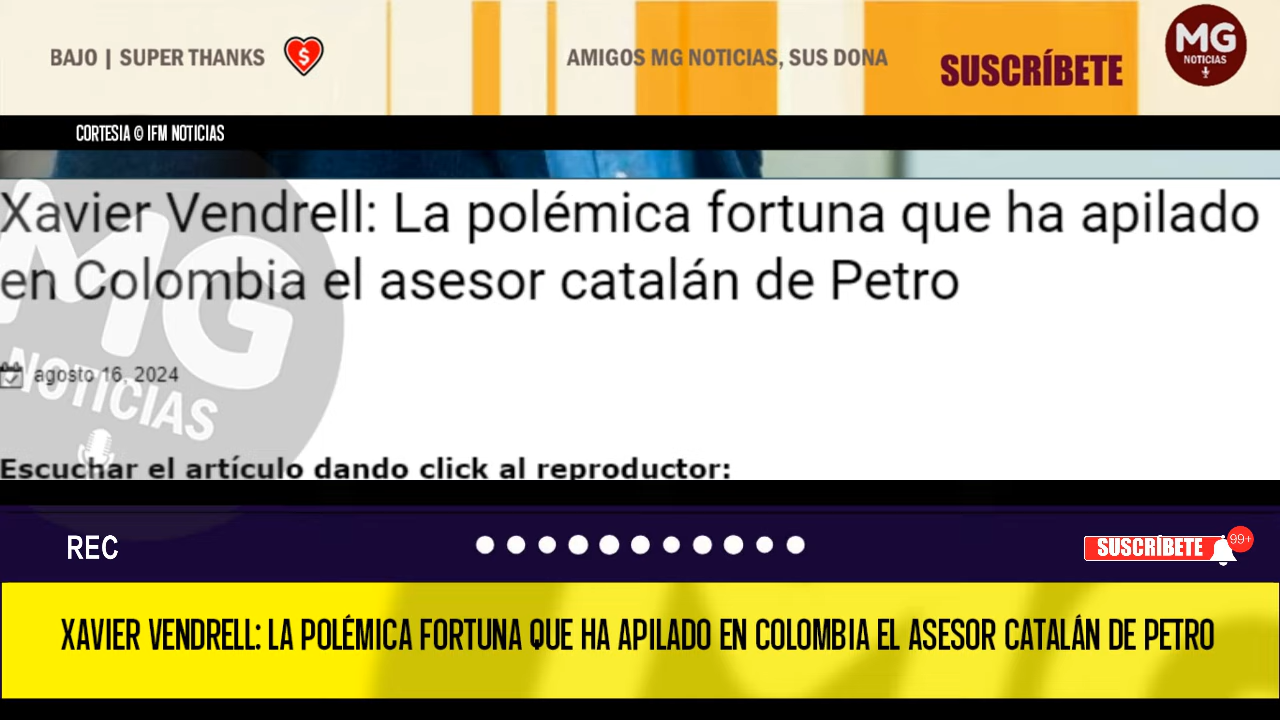 BAJO | SUPER THANKS
$
AMIGOS MG NOTICIAS, SUS DONA
SUSCRÍBETE
MG
NOTICIAS
CORTESIA © IFM NOTICIAS
Xavier Vendrell: La polémica fortuna que ha apilado
en Colombia el asesor catalán de Petro
MG
NOTICIAS
agosto 16, 2024
Escuchar el artículo dando click al reproductor:
REC
SUSCRÍBETE
99+
XAVIER VENDRELL: LA POLÉMICA FORTUNA QUE HA APILADO EN COLOMBIA EL ASESOR CATALÁN DE PETRO